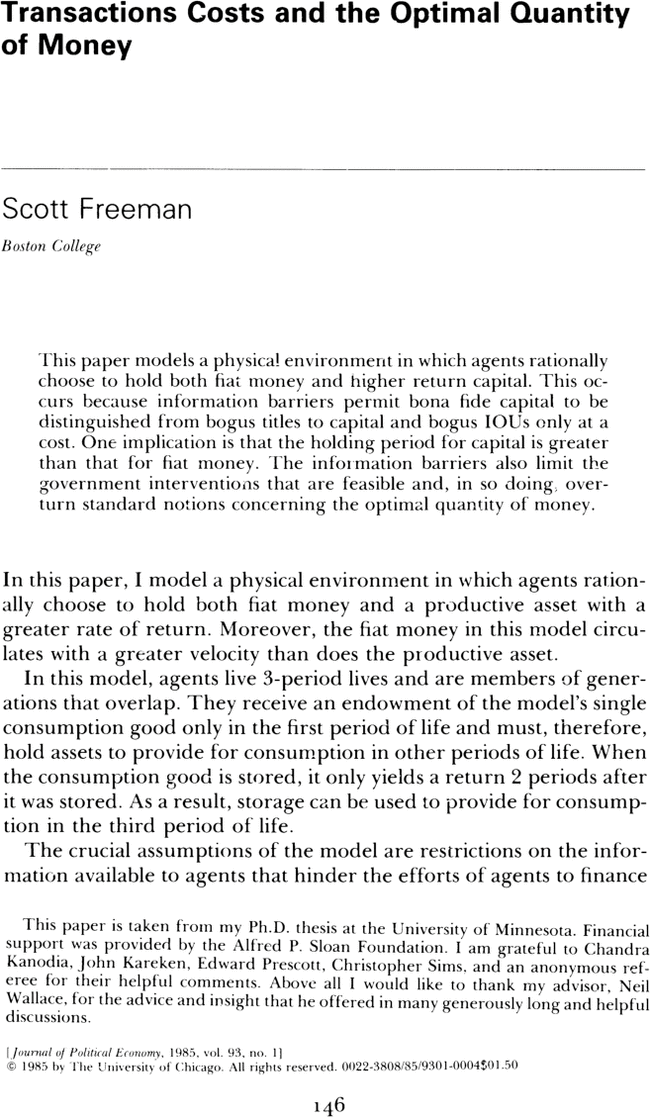 Transactions Costs and the Optimal Quantity
of Money
Scott Freeman
Boston College
This paper models a physical environment in which agents rationally
choose to hold both fiat money and higher return capital. This oc-
curs because information barriers permit bona fide capital to be
distinguished from bogus titles to capital and bogus IOUs only at a
cost. One implication is that the holding period for capital is greater
than that for fiat money. The information barriers also limit the
government interventions that are feasible and, in so doing, over-
turn standard notions concerning the optimal quantity of money.
In this paper, I model a physical environment in which agents ration-
ally choose to hold both fiat money and a productive asset with a
greater rate of return. Moreover, the fiat money in this model circu-
lates with a greater velocity than does the productive asset.
In this model, agents live 3-period lives and are members of gener-
ations that overlap. They receive an endowment of the model's single
consumption good only in the first period of life and must, therefore,
hold assets to provide for consumption in other periods of life. When
the consumption good is stored, it only yields a return 2 periods after
it was stored. As a result, storage can be used to provide for consump-
tion in the third period of life.
The crucial assumptions of the model are restrictions on the infor-
mation available to agents that hinder the efforts of agents to finance
This paper is taken from my Ph.D. thesis at the University of Minnesota. Financial
support was provided by the Alfred P. Sloan Foundation. I am grateful to Chandra
Kanodia, John Kareken, Edward Prescott, Christopher Sims, and an anonymous ref-
eree for their helpful comments. Above all I would like to thank my advisor, Neil
Wallace, for the advice and insight that he offered in many generously long and helpful
discussions.
[Journal of Political Economy, 1985, vol. 93, no. 1]
© 1985 by The University of Chicago. All rights reserved. 0022-3808/85/9301-0004$01.50
146